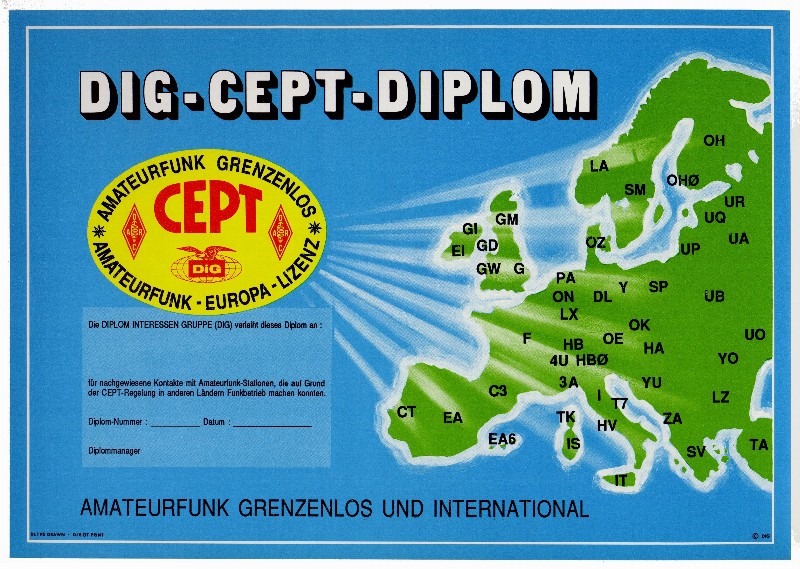 DIG-CEPT-DIPLOM
AMATEURFUNK GRENZENLOS
CEPT
DARC
DARC
DIG
AMATEURFUNK - EUROPA - LIZENZ
Die DIPLOM INTERESSEN GRUPPE (DIG) verleiht dieses Diplom an :
für nachgewiesene Kontakte mit Amateurfunk-Stationen, die auf Grund
der CEPT-Regelung in anderen Ländern Funkbetrieb machen konnten.
Diplom-Nummer : Datum :
Diplommanager
OH
LA
SM
OHØ
UR
UQ
UA
GM
GI
EI
GD
GW
G
OZ
UP
PA
ON
DL
Y
SP
UB
LX
OK
F
HB
OE
HA
UO
4U
HBØ
YO
3A
YU
C3
I
T7
LZ
CT
EA
TK
HV
ZA
EA6
IS
SV
TA
IT
AMATEURFUNK GRENZENLOS UND INTERNATIONAL
© DIG